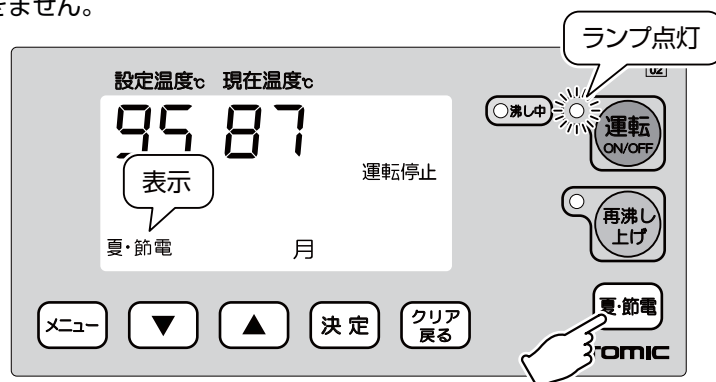 きません。
ランプ点灯
設定温度℃ 現在温度℃
02
95 87
沸し中
運転
ON/OFF
運転停止
表示
再沸し
上げ
夏・節電
月
メニュー
▼
▲
決定
クリア
戻る
夏・節電
TOMIC